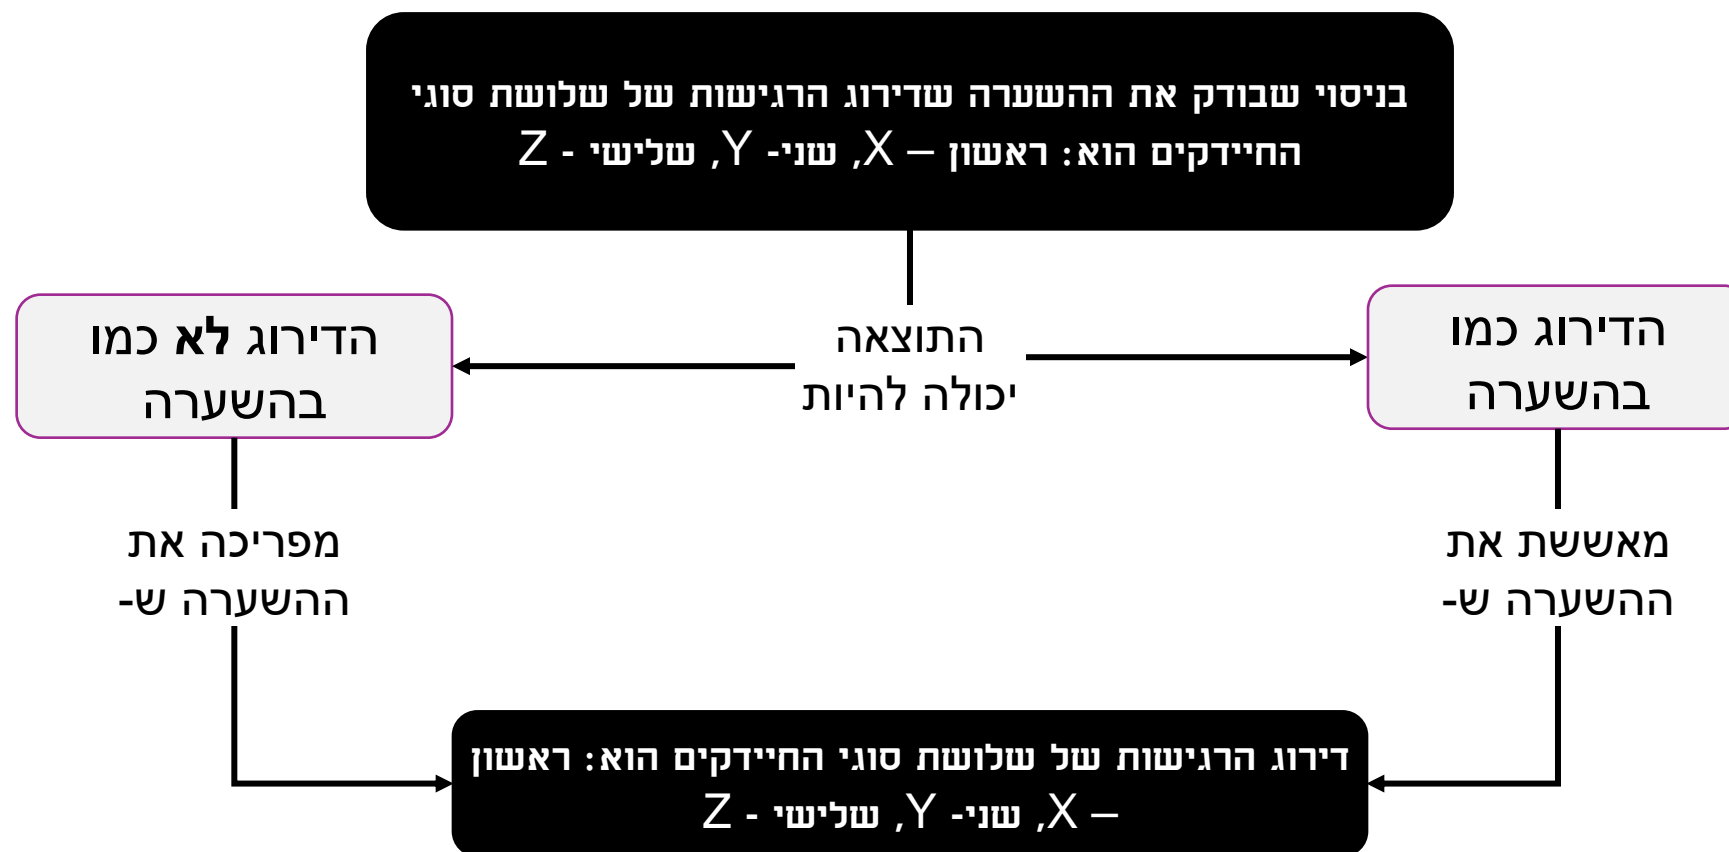 בניסוי שבודק את ההשערה שדירוג הרגישות של שלושת סוגי
החיידקים הוא: ראשון – X, שני- Y, שלישי - Z
התוצאה
יכולה להיות
הדירוג כמו
בהשערה
הדירוג לא כמו
בהשערה
מאששת את
ההשערה ש-
מפריכה את
ההשערה ש-
דירוג הרגישות של שלושת סוגי החיידקים הוא: ראשון
– X, שני- Y, שלישי - Z